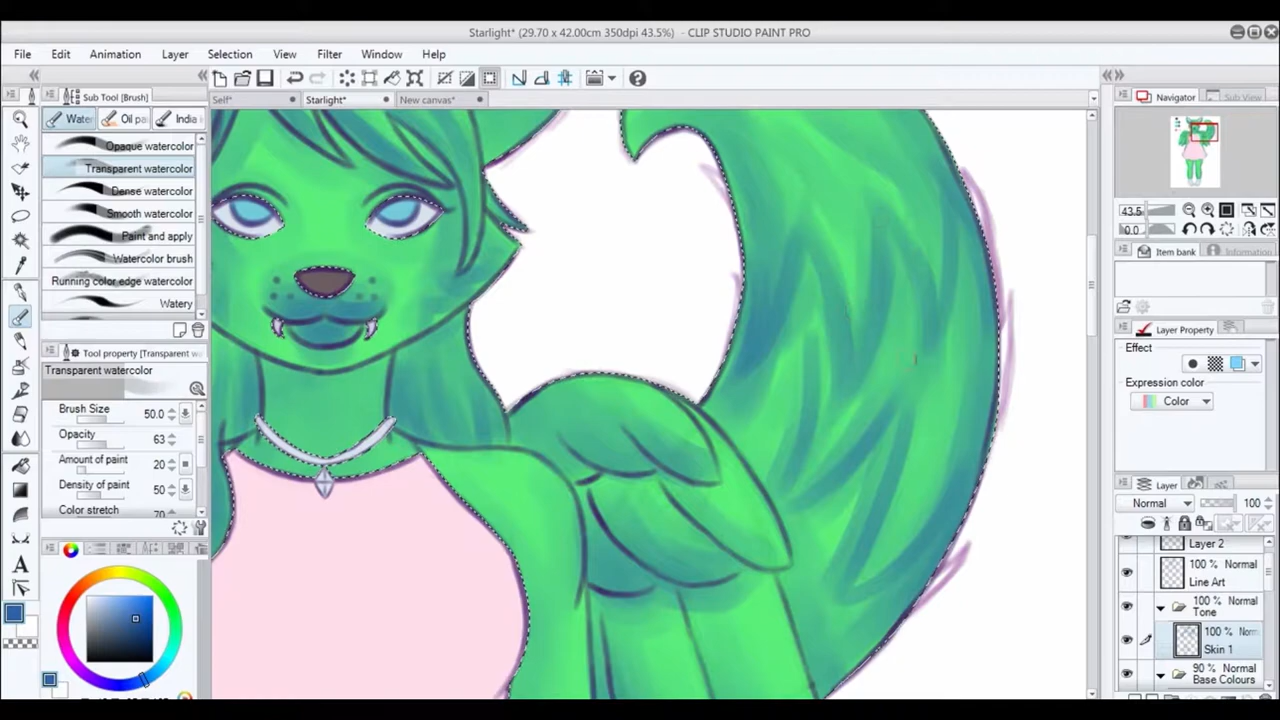 Starlight* (29.70 x 42.00cm 350dpi 43.5%) - CLIP STUDIO PAINT PRO
File Edit Animation Layer Selection View Filter Window Help
Sub Tool [Brush]
Self*
Starlight*
New canvas*
Navigator
Sub View
Oil pa
India
Opaque watercolor
Transparent watercolor
Dense watercolor
Smooth watercolor
Paint and apply
Watercolor brush
Running color edge watercolor
Watery
Tool property [Transparent wa
Transparent watercolor
Brush Size 50.0
Opacity 63
Amount of paint 20
Density of paint 50
Color stretch 70
43.5
0.0
Item bank
Information
Layer Property
Effect
Expression color
Color
Layer
Normal 100
Layer 2
100 % Normal
Line Art
100 % Normal
Tone
100 % Norm
Skin 1
90 % Normal
Base Colours